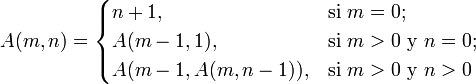 A(m, n) =
n + 1, si m = 0;
A(m − 1, 1), si m > 0 y n = 0;
A(m − 1, A(m, n − 1)), si m > 0 y n > 0